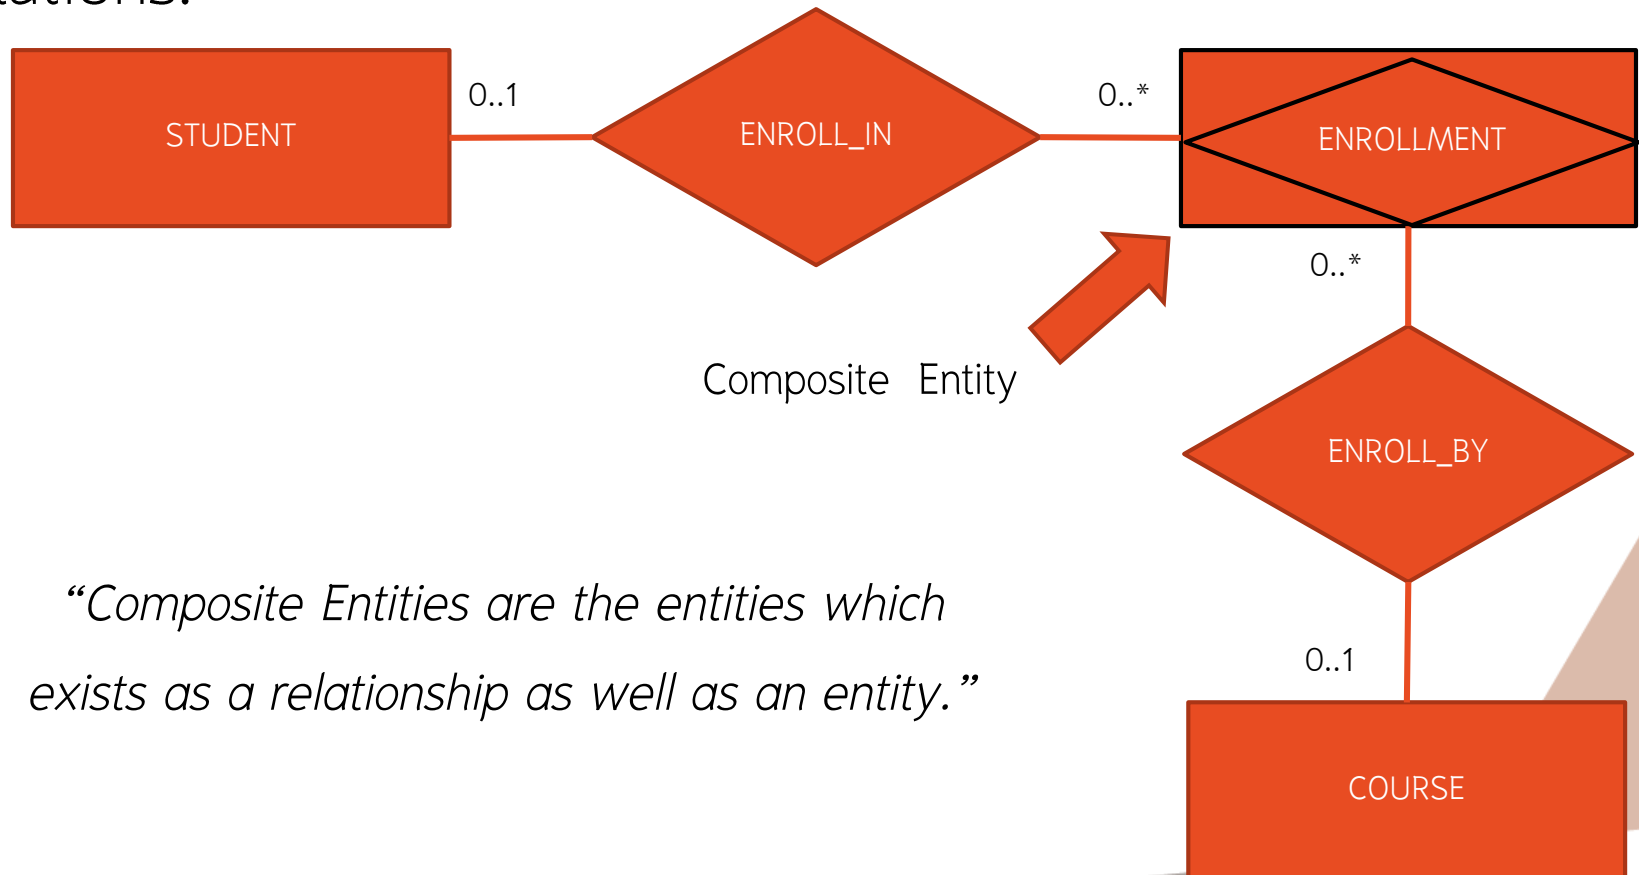 STUDENT
0..1
ENROLL_IN
0..*
ENROLLMENT
0..*
Composite Entity
ENROLL_BY
“Composite Entities are the entities which
exists as a relationship as well as an entity.”
0..1
COURSE